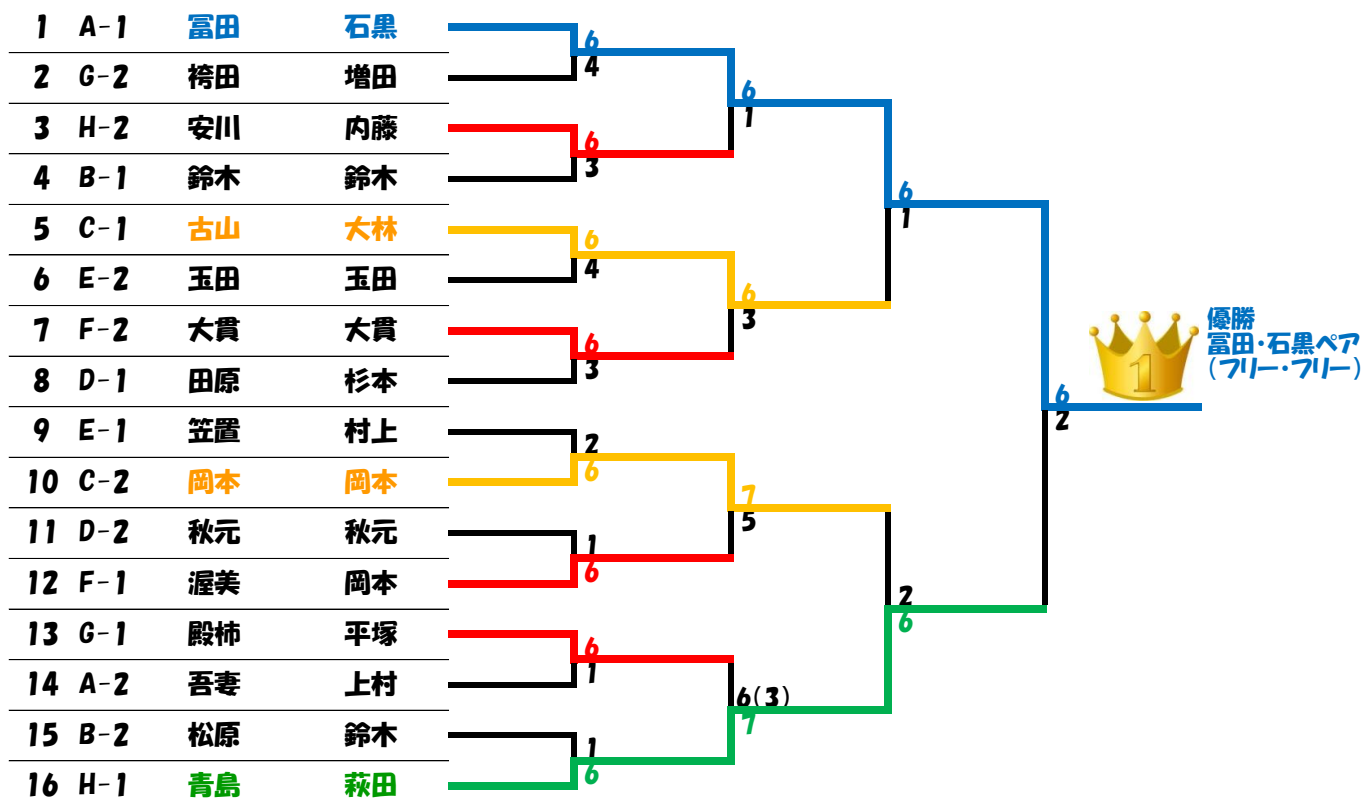 1 A-1 冨田 石黒
6
4
2 G-2 袴田 増田
6
1
3 H-2 安川 内藤
6
3
4 B-1 鈴木 鈴木
6
1
5 C-1 古山 大林
6
4
6 E-2 玉田 玉田
6
3
7 F-2 大貫 大貫
6
3
8 D-1 田原 杉本
優勝
冨田・石黒ペア
(フリー・フリー)
6
2
9 E-1 笠置 村上
2
6
10 C-2 岡本 岡本
7
5
11 D-2 秋元 秋元
1
6
12 F-1 渥美 岡本
2
6
13 G-1 殿柿 平塚
6
1
14 A-2 吾妻 上村
6(3)
7
15 B-2 松原 鈴木
1
6
16 H-1 青島 萩田
1